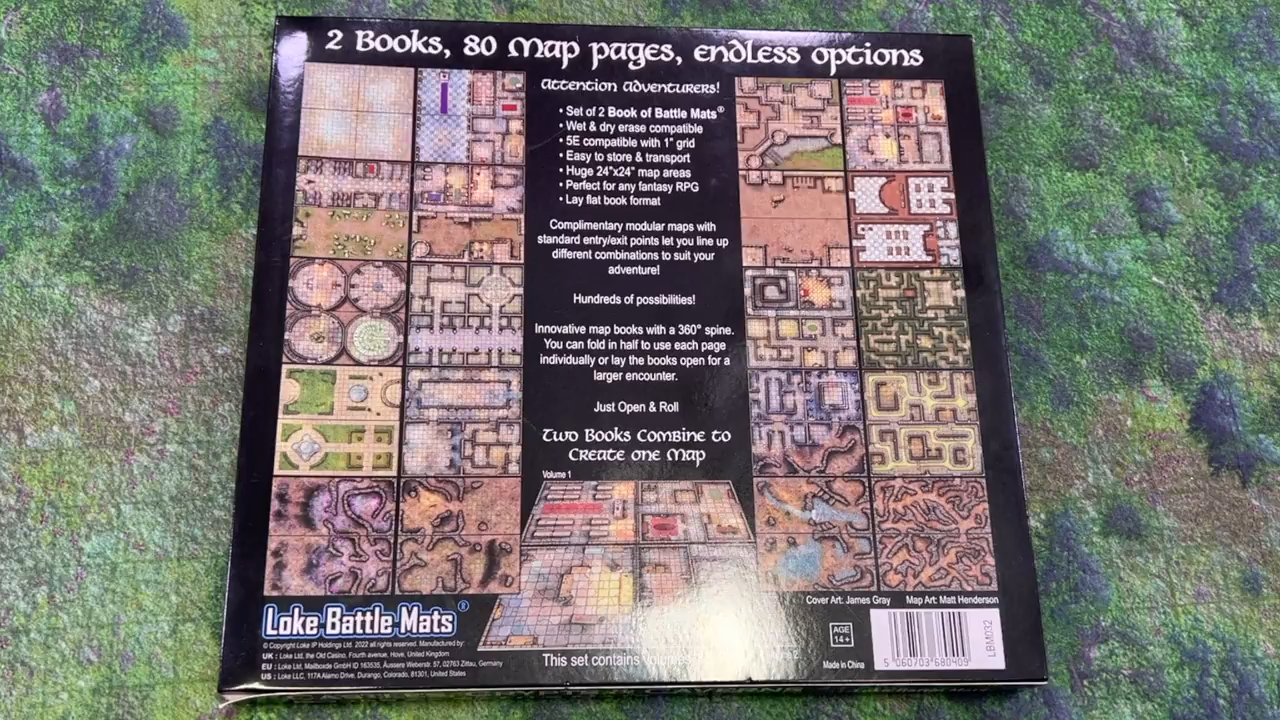 2 Books, 80 Map pages, endless options
Attention Adventurers!
• Set of 2 Book of Battle Mats®
• Wet & dry erase compatible
• 5E compatible with 1" grid
• Easy to store & transport
• Huge 24"x24" map areas
• Perfect for any fantasy RPG
• Lay flat book format
Complimentary modular maps with
standard entry/exit points let you line up
different combinations to suit your
adventure!
Hundreds of possibilities!
Innovative map books with a 360° spine.
You can fold in half to use each page
individually or lay the books open for a
larger encounter.
Just Open & Roll
Two Books Combine to
Create one Map
Volume 1
Loke Battle Mats®
© Copyright Loke IP Holdings Ltd. 2022 all rights reserved. Manufactured by:
UK : Loke Ltd, the Old Casino, Fourth avenue, Hove, United Kingdom
EU : Loke Ltd, Mailboxde GmbH ID 163535, Äussere Weberstr. 57, 02763 Zittau, Germany
US : Loke LLC, 117A Alamo Drive, Durango, Colorado, 81301, United States
This set contains volumes
Cover Art: James Gray Map Art: Matt Henderson
AGE
14+
Made in China
5 060703 680409
LBM032